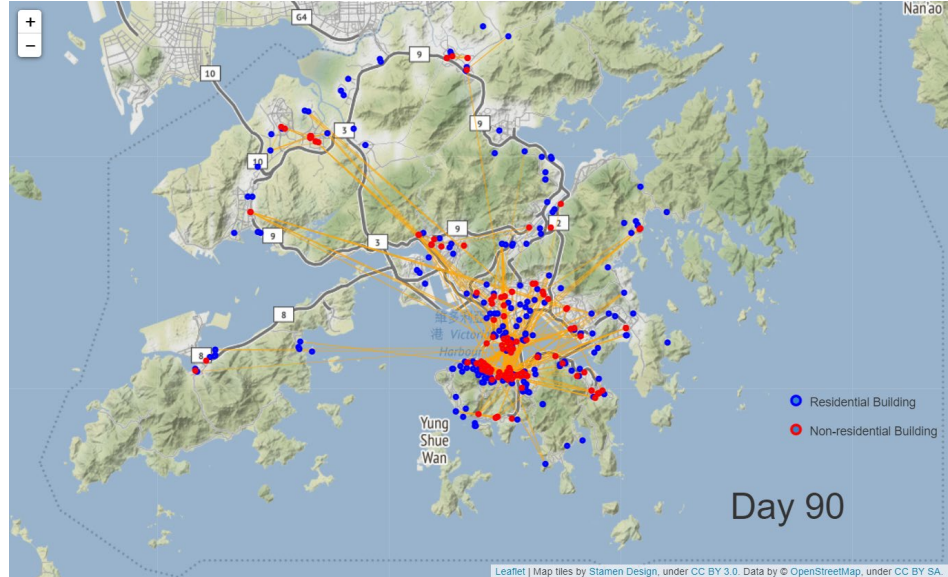 +
−
G4
Nan'ao
10
9
3
9
10
9
2
9
3
8
維多利亞
港 Victoria
Harbour
8
Yung
Shue
Wan
Residential Building
Non-residential Building
Day 90
Leaflet | Map tiles by Stamen Design, under CC BY 3.0. Data by © OpenStreetMap, under CC BY SA.